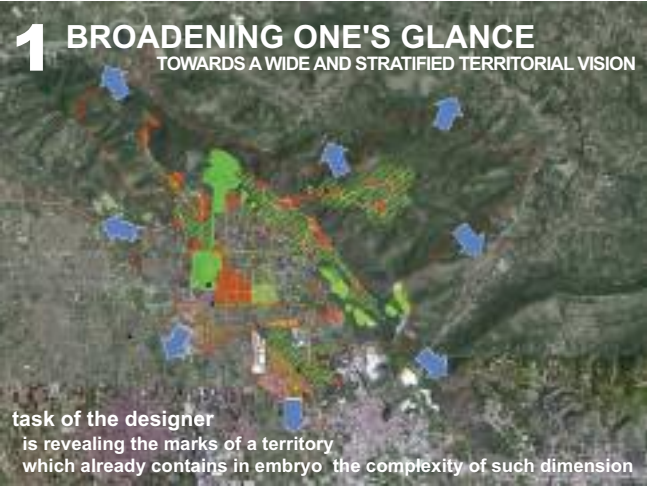 1 BROADENING ONE'S GLANCE
TOWARDS A WIDE AND STRATIFIED TERRITORIAL VISION
task of the designer
is revealing the marks of a territory
which already contains in embryo the complexity of such dimension